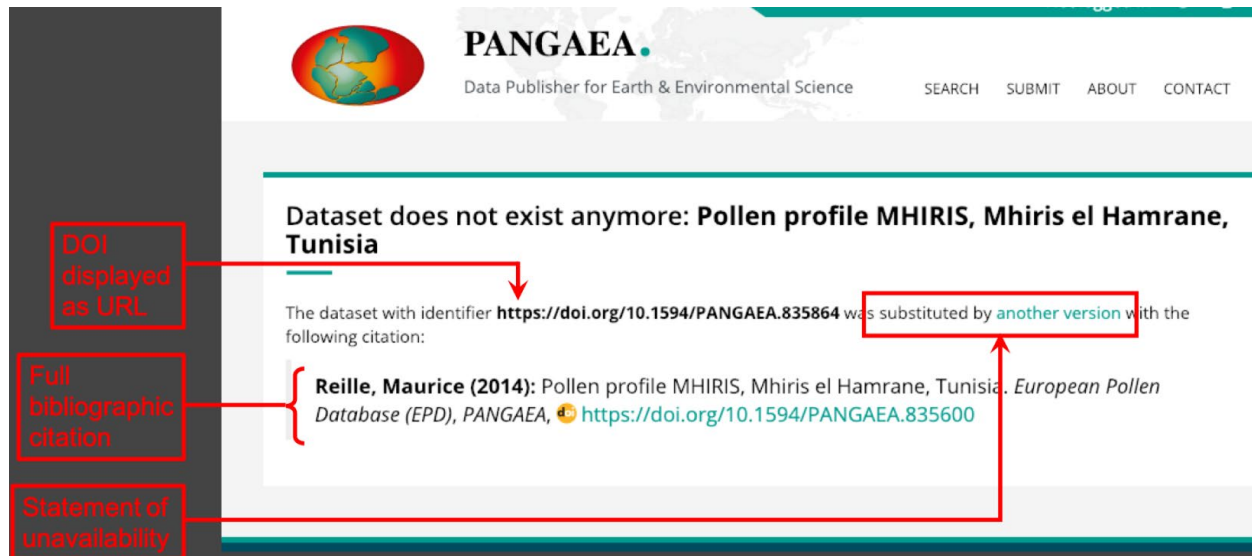 PANGAEA.
Data Publisher for Earth & Environmental Science
SEARCH SUBMIT ABOUT CONTACT
Dataset does not exist anymore: Pollen profile MHIRIS, Mhiris el Hamrane,
Tunisia
DOI
displayed
as URL
The dataset with identifier https://doi.org/10.1594/PANGAEA.835864 was substituted by another version with the
following citation:
Full
bibliographic
citation
Reille, Maurice (2014): Pollen profile MHIRIS, Mhiris el Hamrane, Tunisia. European Pollen
Database (EPD), PANGAEA, doi https://doi.org/10.1594/PANGAEA.835600
Statement of
unavailability